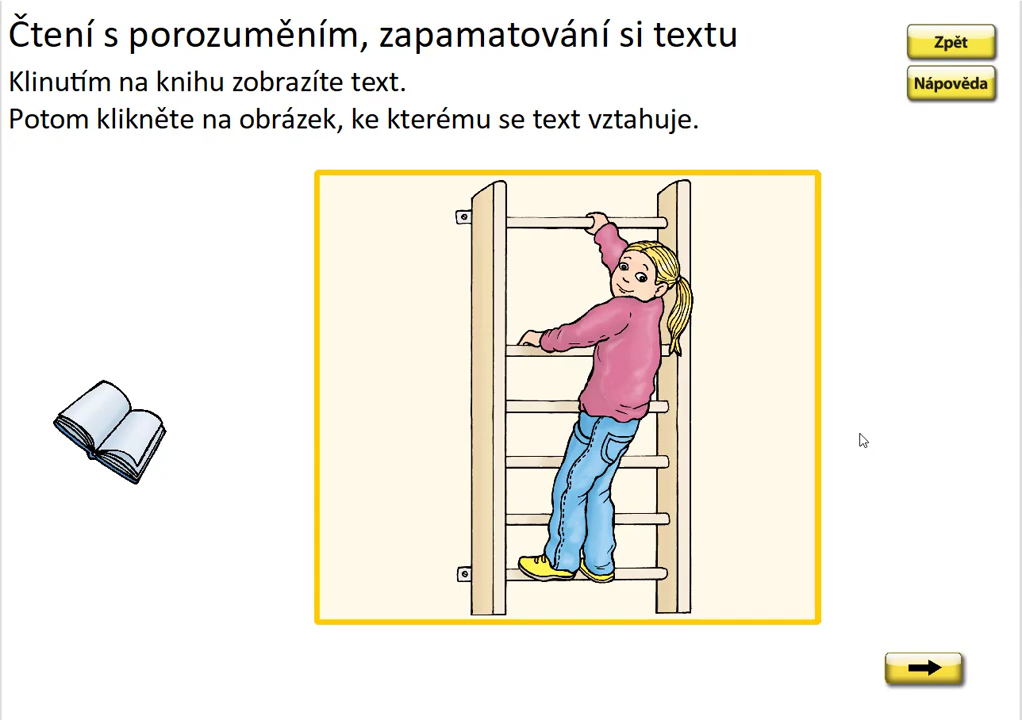 Čtení s porozuměním, zapamatování si textu
Zpět
Klinutím na knihu zobrazíte text.
Nápověda
Potom klikněte na obrázek, ke kterému se text vztahuje.